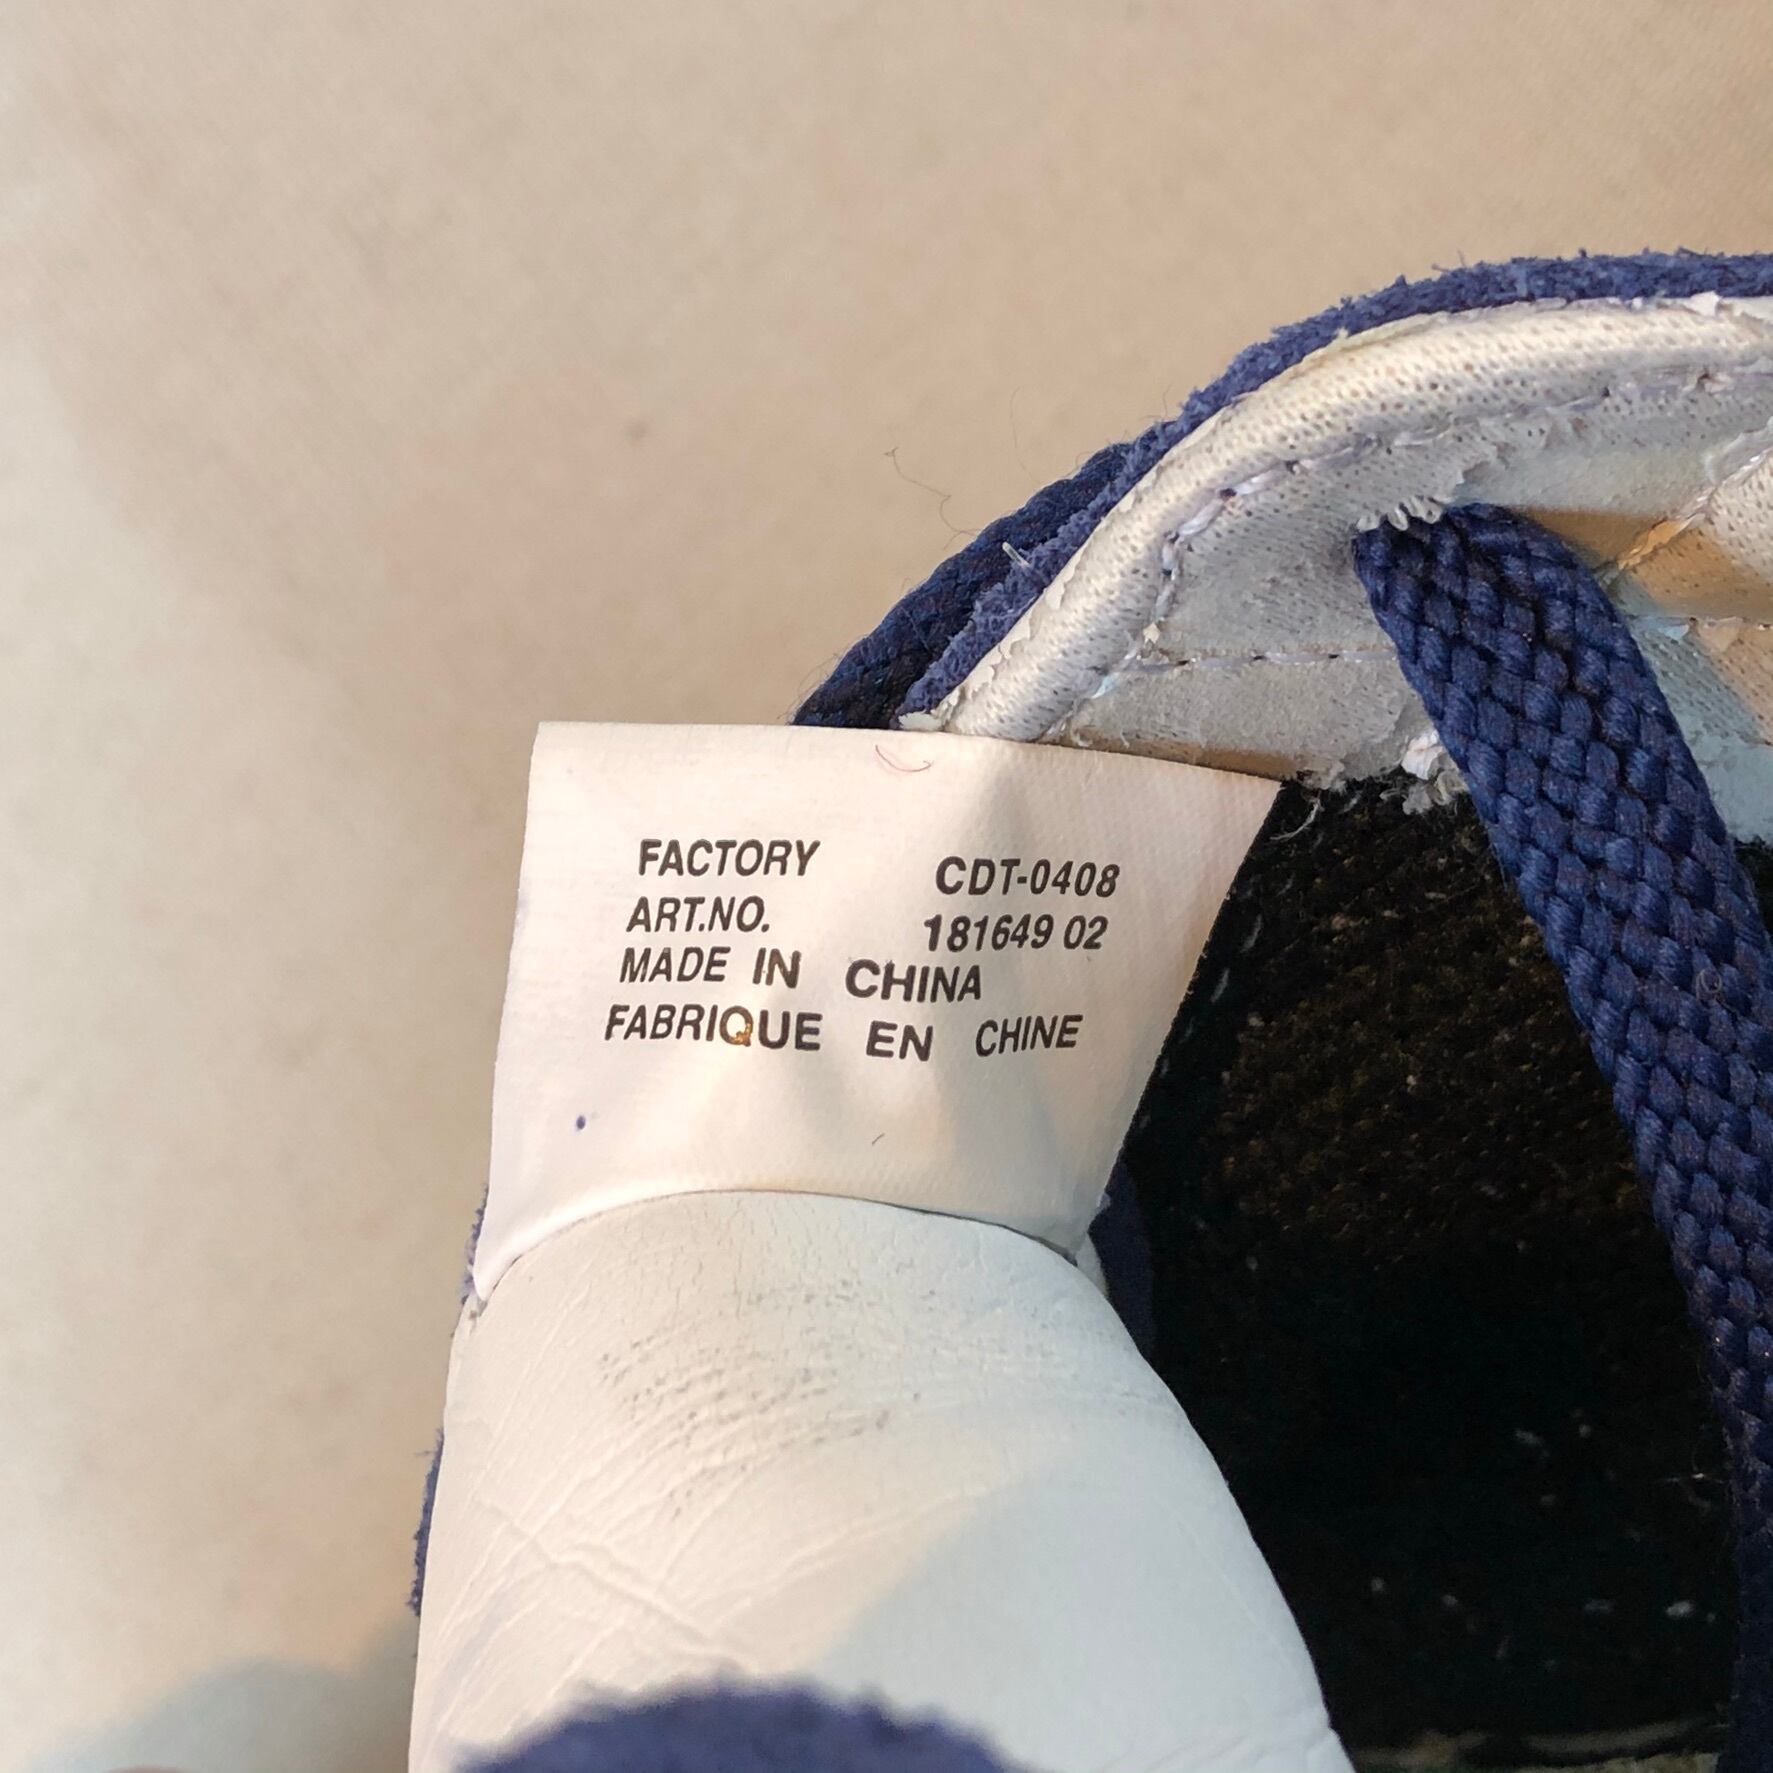 FACTORY CDT-0408
ART.NO. 181649 02
MADE IN CHINA
FABRIQUE EN CHINE